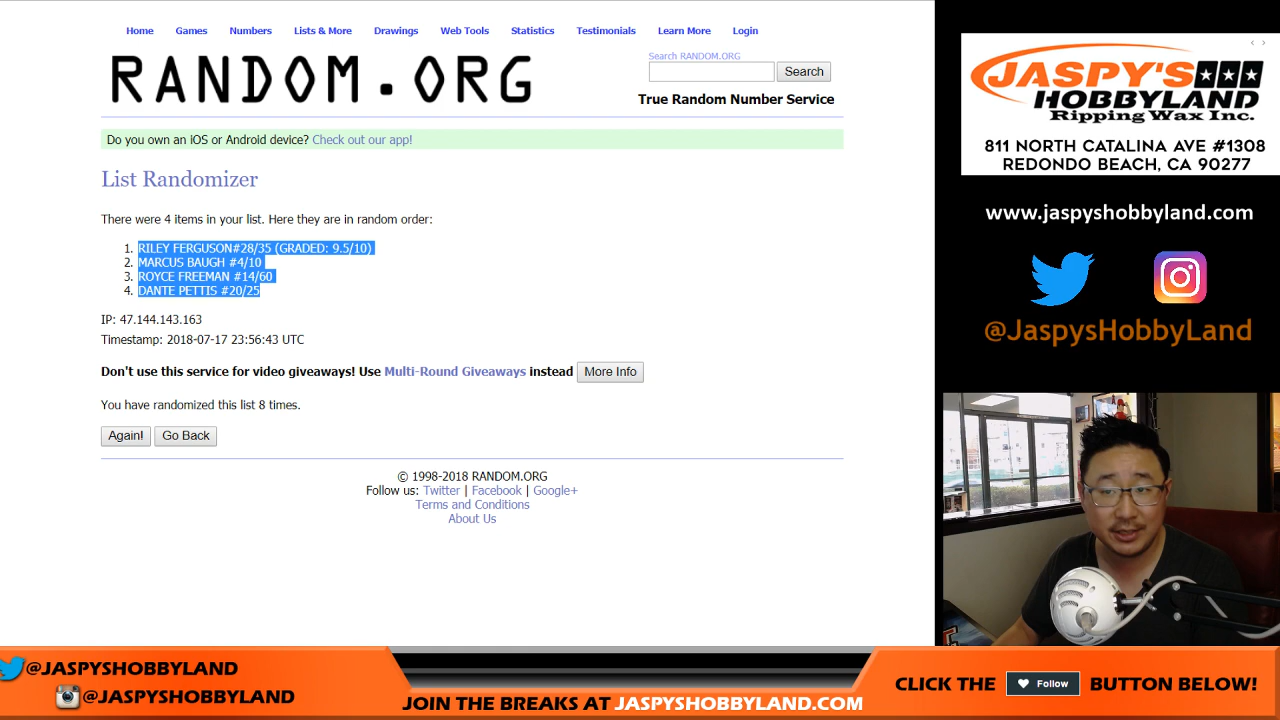 Home Games Numbers Lists & More Drawings Web Tools Statistics Testimonials Learn More Login
RANDOM.ORG
Search RANDOM.ORG
Search
True Random Number Service
Do you own an iOS or Android device? Check out our app!
List Randomizer
There were 4 items in your list. Here they are in random order:
1. RILEY FERGUSON#28/35 (GRADED: 9.5/10)
2. MARCUS BAUGH #4/10
3. ROYCE FREEMAN #14/60
4. DANTE PETTIS #20/25
IP: 47.144.143.163
Timestamp: 2018-07-17 23:56:43 UTC
Don't use this service for video giveaways! Use Multi-Round Giveaways instead More Info
You have randomized this list 8 times.
Again! Go Back
© 1998-2018 RANDOM.ORG
Follow us: Twitter | Facebook | Google+
Terms and Conditions
About Us
JASPY'S
HOBBYLAND
Ripping Wax Inc.
811 NORTH CATALINA AVE #1308
REDONDO BEACH, CA 90277
www.jaspyshobbyland.com
@JaspysHobbyLand
@JASPYSHOBBYLAND
@JASPYSHOBBYLAND
JOIN THE BREAKS AT JASPYSHOBBYLAND.COM
CLICK THE Follow BUTTON BELOW!